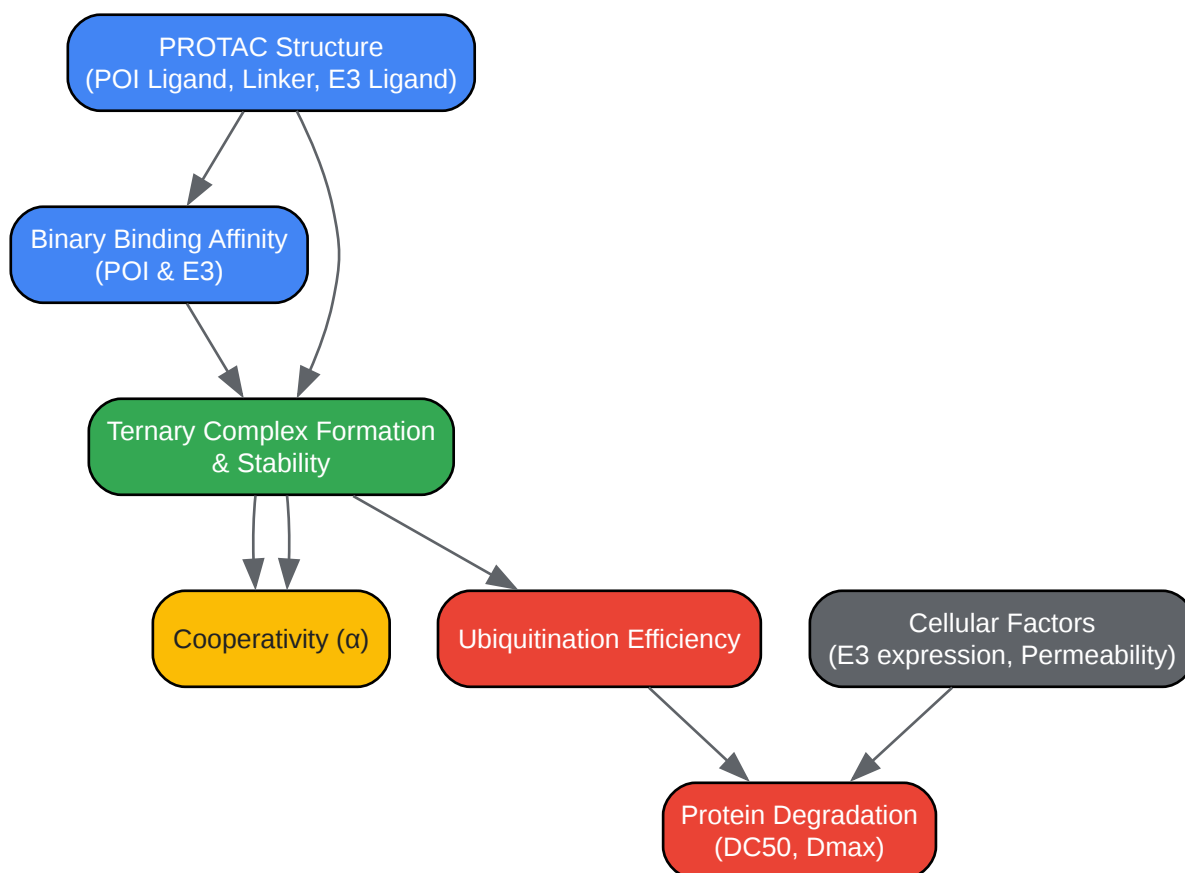 PROTAC Structure
(POI Ligand, Linker, E3 Ligand)
Binary Binding Affinity
(POI & E3)
Ternary Complex Formation
& Stability
Cooperativity (α)
Ubiquitination Efficiency
Cellular Factors
(E3 expression, Permeability)
Protein Degradation
(DC50, Dmax)